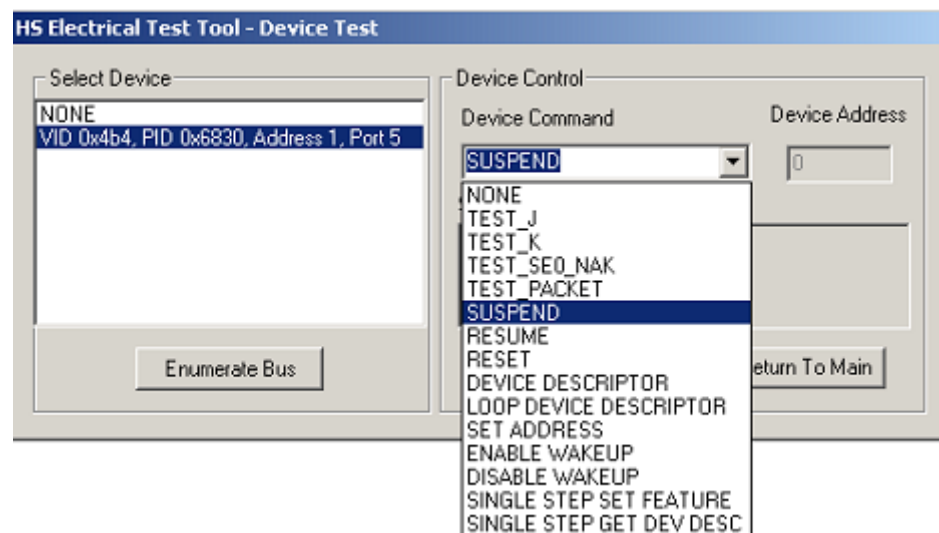 HS Electrical Test Tool - Device Test
Select Device
NONE
VID 0x4b4, PID 0x6830, Address 1, Port 5
Enumerate Bus
Device Control
Device Command
Device Address
SUSPEND
0
NONE
TEST_J
TEST_K
TEST_SE0_NAK
TEST_PACKET
SUSPEND
RESUME
RESET
DEVICE DESCRIPTOR
LOOP DEVICE DESCRIPTOR
SET ADDRESS
ENABLE WAKEUP
DISABLE WAKEUP
SINGLE STEP SET FEATURE
SINGLE STEP GET DEV DESC
eturn To Main